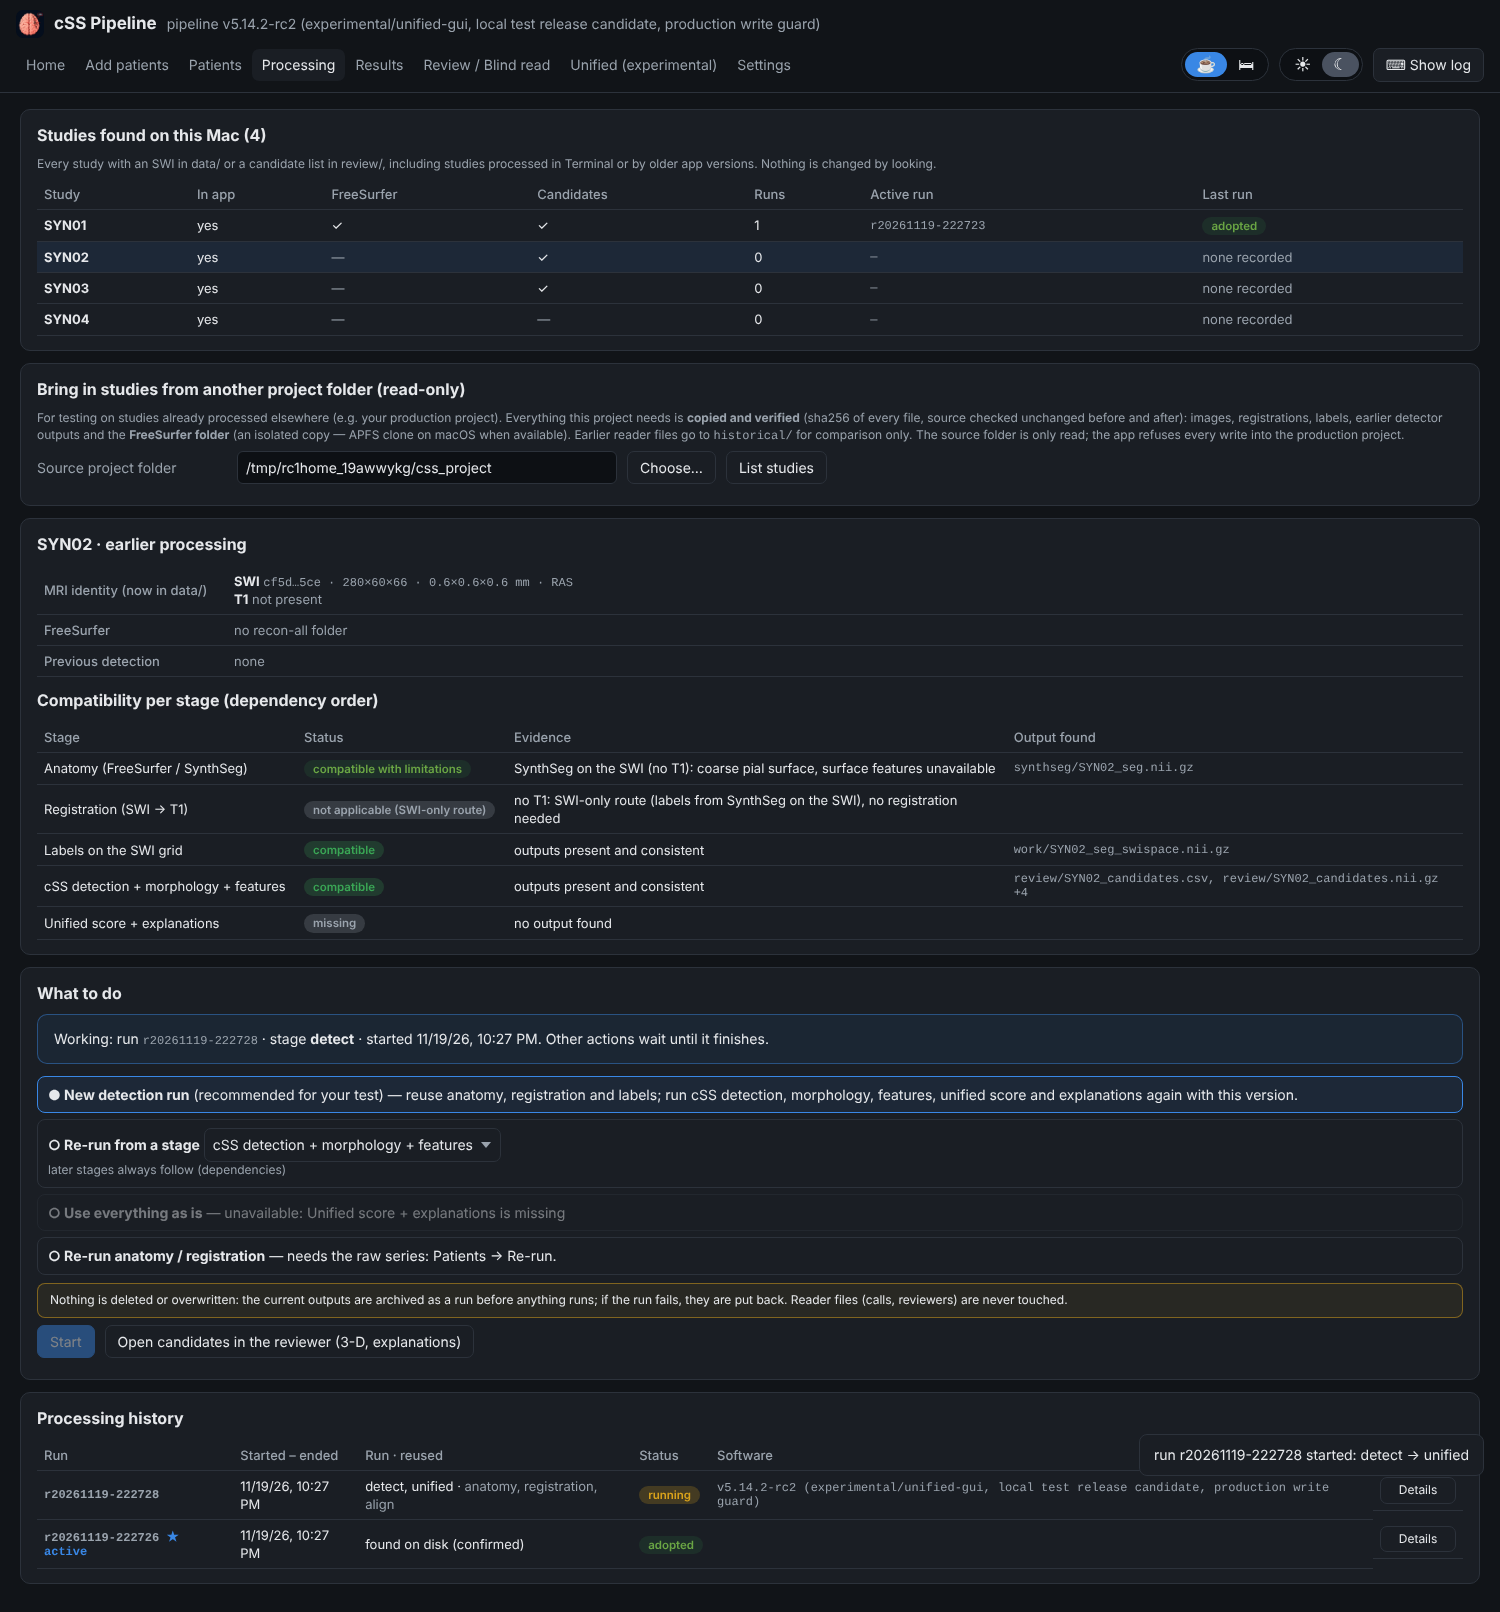 cSS Pipeline pipeline v5.14.2-rc2 (experimental/unified-gui, local test release candidate, production write guard)
Home Add patients Patients Processing Results Review / Blind read Unified (experimental) Settings Show log
Studies found on this Mac (4)
Every study with an SWI in data/ or a candidate list in review/, including studies processed in Terminal or by older app versions. Nothing is changed by looking.
Study In app FreeSurfer Candidates Runs Active run Last run
SYN01 yes ✓ ✓ 1 r20261119-222723 adopted
SYN02 yes — ✓ 0 – none recorded
SYN03 yes — ✓ 0 – none recorded
SYN04 yes — — 0 – none recorded
Bring in studies from another project folder (read-only)
For testing on studies already processed elsewhere (e.g. your production project). Everything this project needs is copied and verified (sha256 of every file, source checked unchanged before and after): images, registrations, labels, earlier detector
outputs and the FreeSurfer folder (an isolated copy — APFS clone on macOS when available). Earlier reader files go to historical/ for comparison only. The source folder is only read; the app refuses every write into the production project.
Source project folder /tmp/rc1home_19awwykg/css_project Choose... List studies
SYN02 · earlier processing
MRI identity (now in data/) SWI cf5d…5ce · 280×60×66 · 0.6×0.6×0.6 mm · RAS
T1 not present
FreeSurfer no recon-all folder
Previous detection none
Compatibility per stage (dependency order)
Stage Status Evidence Output found
Anatomy (FreeSurfer / SynthSeg) compatible with limitations SynthSeg on the SWI (no T1): coarse pial surface, surface features unavailable synthseg/SYN02_seg.nii.gz
Registration (SWI → T1) not applicable (SWI-only route) no T1: SWI-only route (labels from SynthSeg on the SWI), no registration
needed
Labels on the SWI grid compatible outputs present and consistent work/SYN02_seg_swispace.nii.gz
cSS detection + morphology + features compatible outputs present and consistent review/SYN02_candidates.csv, review/SYN02_candidates.nii.gz
+4
Unified score + explanations missing no output found
What to do
Working: run r20261119-222728 · stage detect · started 11/19/26, 10:27 PM. Other actions wait until it finishes.
New detection run (recommended for your test) — reuse anatomy, registration and labels; run cSS detection, morphology, features, unified score and explanations again with this version.
Re-run from a stage cSS detection + morphology + features
later stages always follow (dependencies)
Use everything as is — unavailable: Unified score + explanations is missing
Re-run anatomy / registration — needs the raw series: Patients → Re-run.
Nothing is deleted or overwritten: the current outputs are archived as a run before anything runs; if the run fails, they are put back. Reader files (calls, reviewers) are never touched.
Start Open candidates in the reviewer (3-D, explanations)
Processing history
Run Started – ended Run · reused Status Software
run r20261119-222728 started: detect → unified
r20261119-222728 11/19/26, 10:27 PM detect, unified · anatomy, registration, align running v5.14.2-rc2 (experimental/unified-gui, local test release candidate, production write guard) Details
r20261119-222726 ★ active 11/19/26, 10:27 PM found on disk (confirmed) adopted Details